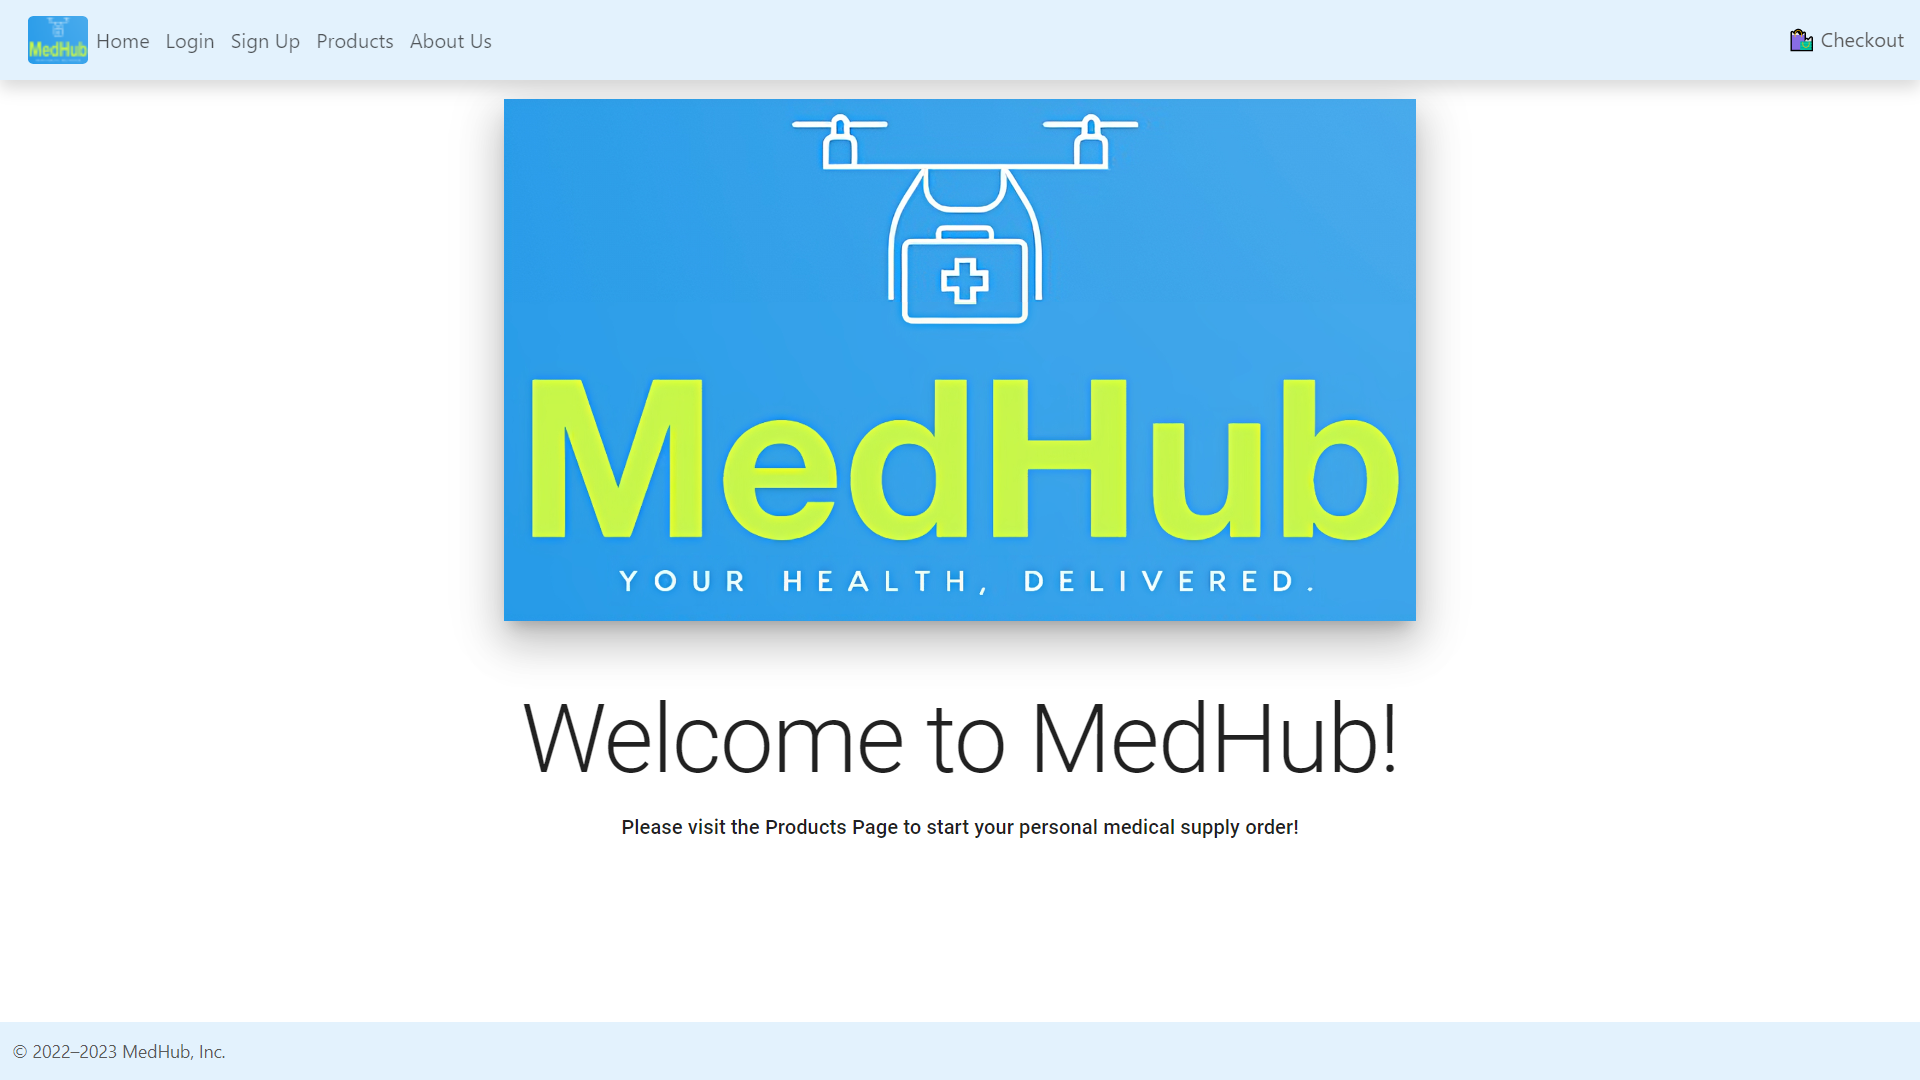 MedHub
Home Login Sign Up Products About Us
Checkout
MedHub
YOUR HEALTH, DELIVERED.
Welcome to MedHub!
Please visit the Products Page to start your personal medical supply order!
© 2022–2023 MedHub, Inc.